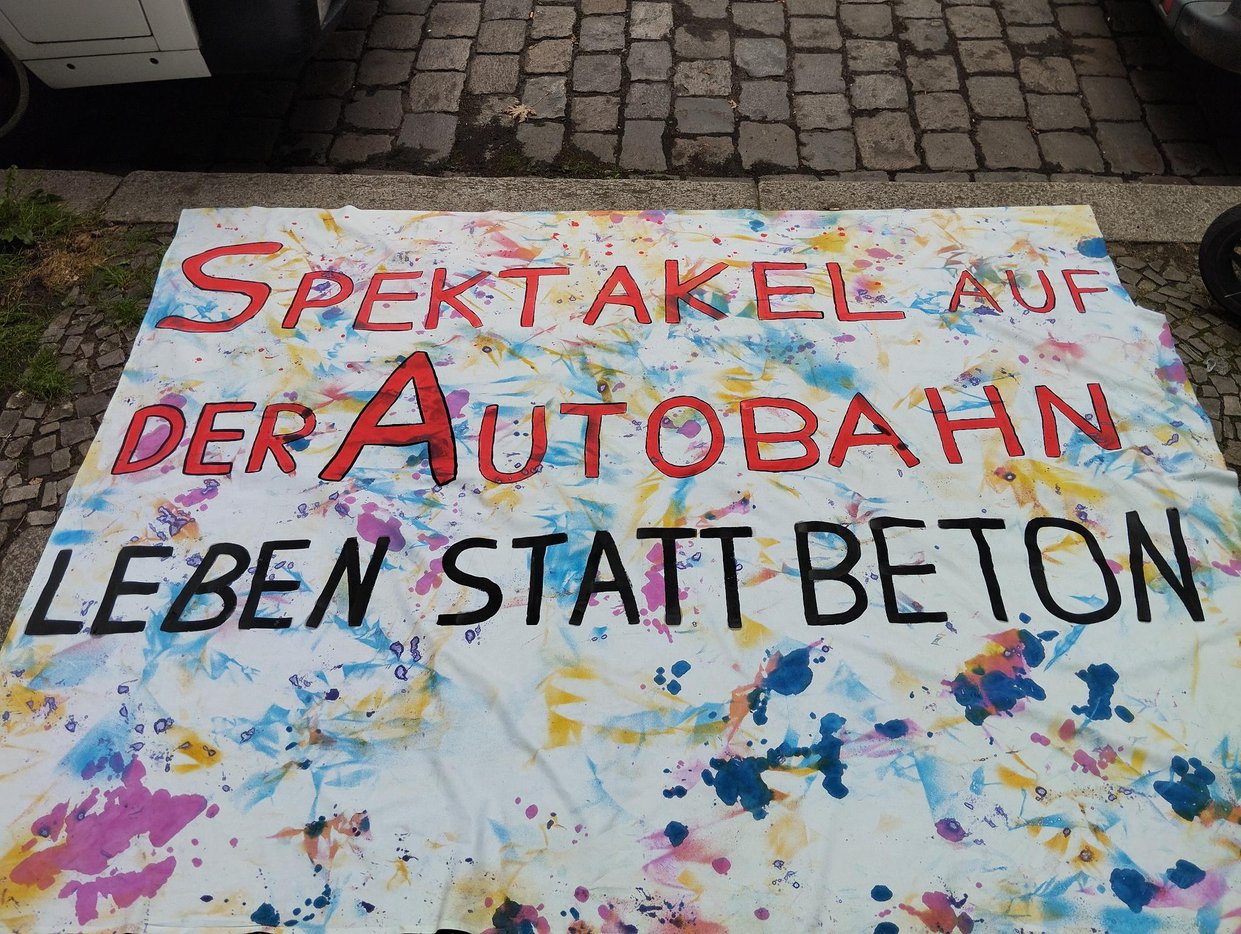 SPEKTAKEL AUF
DER AUTOBAHN
LEBEN STATT BETON